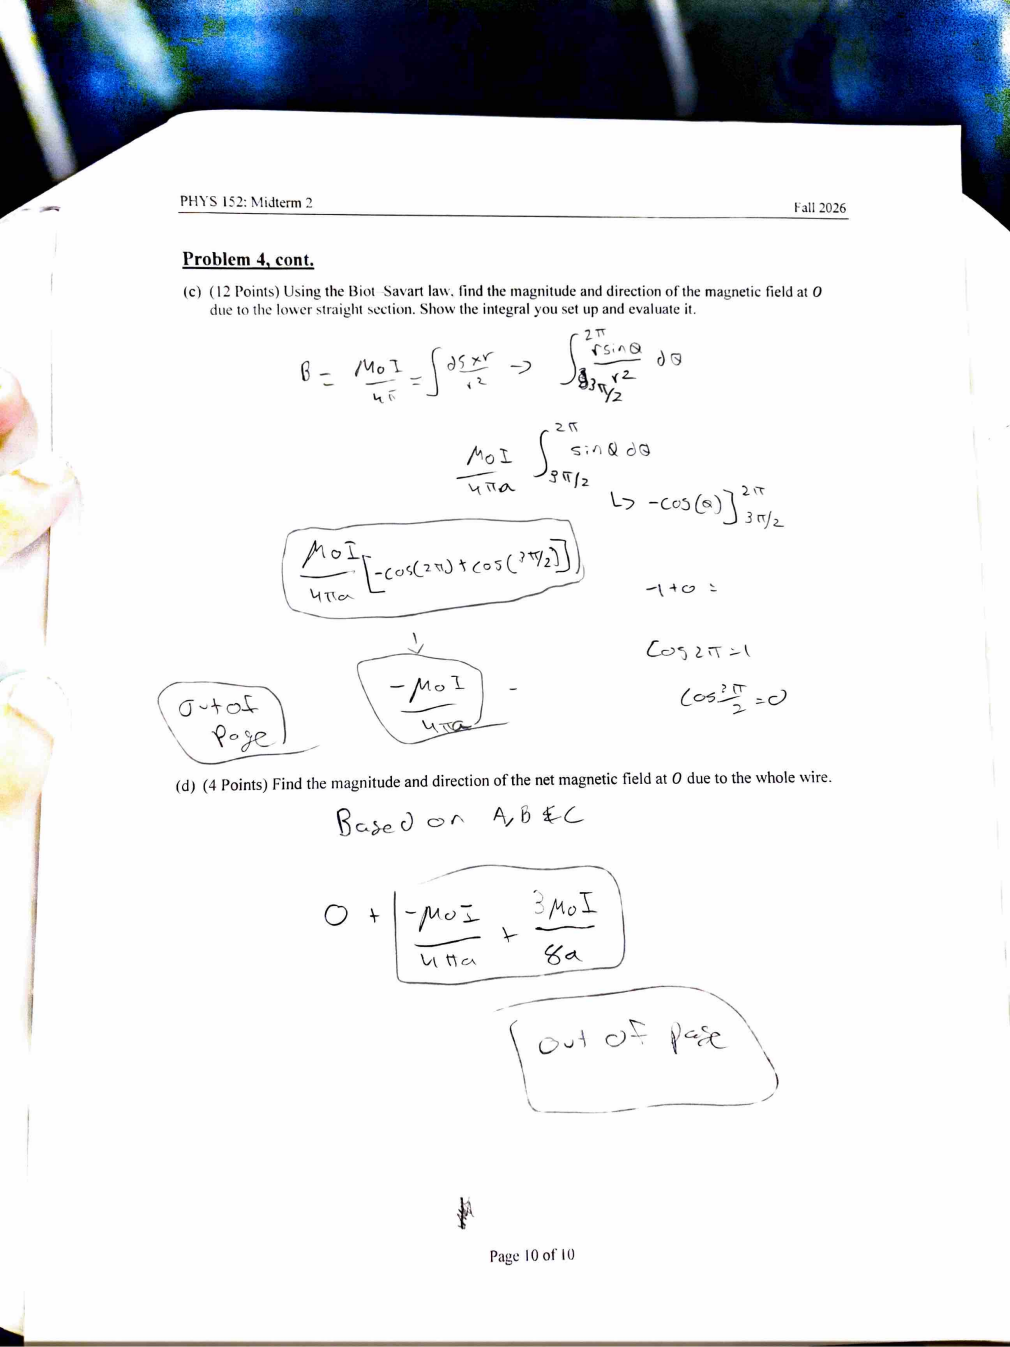 PHYS 152: Midterm 2
Fall 2026
Problem 4, cont.
(c) (12 Points) Using the Biot Savart law, find the magnitude and direction of the magnetic field at O
due to the lower straight section. Show the integral you set up and evaluate it.
B = μ₀I/4π = ∫ ds×r/r² → ∫_{3π/2}^{2π} rsinθ/r² dθ
μ₀I/4πa ∫_{3π/2}^{2π} sinθ dθ
↳ -cos(θ)]_{3π/2}^{2π}
μ₀I/4πa [-cos(2π) + cos(3π/2)]
-1 + 0 =
↓
cos 2π = 1
-μ₀I/4πa -
cos 3π/2 = 0
Out of
Page
(d) (4 Points) Find the magnitude and direction of the net magnetic field at O due to the whole wire.
Based on A, B & C
0 + -μ₀I/4πa + 3μ₀I/8a
out of page
Page 10 of 10